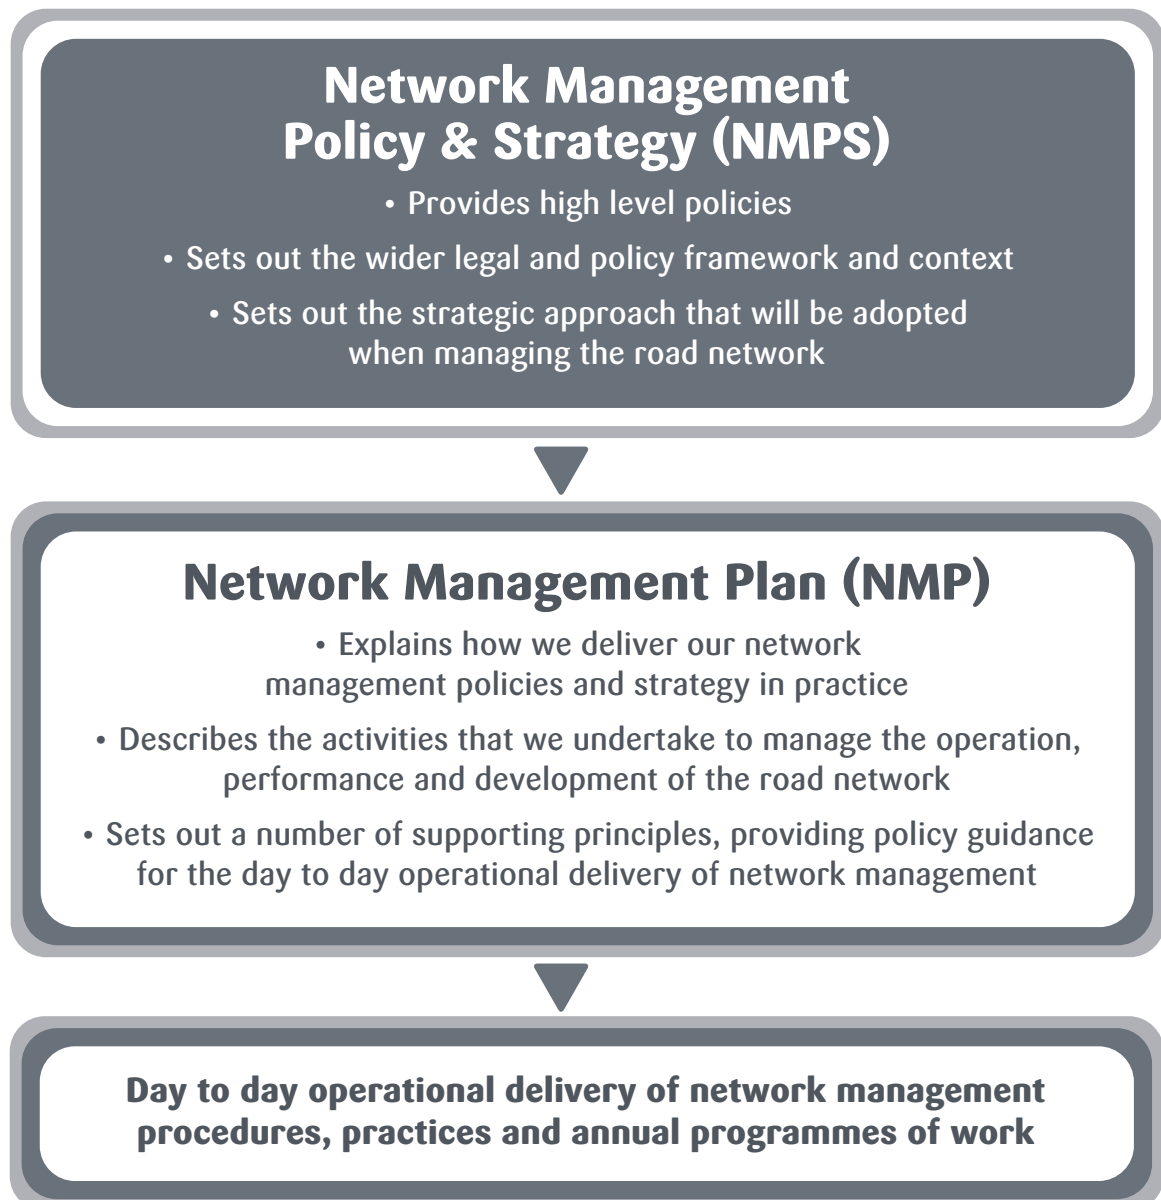 Network Management
Policy & Strategy (NMPS)
• Provides high level policies
• Sets out the wider legal and policy framework and context
• Sets out the strategic approach that will be adopted
when managing the road network
Network Management Plan (NMP)
• Explains how we deliver our network
management policies and strategy in practice
• Describes the activities that we undertake to manage the operation,
performance and development of the road network
• Sets out a number of supporting principles, providing policy guidance
for the day to day operational delivery of network management
Day to day operational delivery of network management
procedures, practices and annual programmes of work